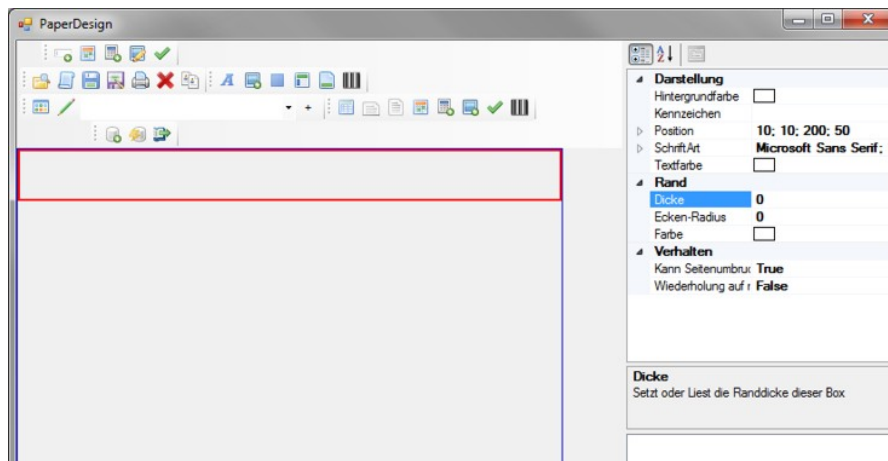 PaperDesign
Darstellung
Hintergrundfarbe
Kennzeichen
Position 10; 10; 200; 50
SchriftArt Microsoft Sans Serif;
Textfarbe
Rand
Dicke 0
Ecken-Radius 0
Farbe
Verhalten
Kann Seitenumbruc True
Wiederholung auf r False
Dicke
Setzt oder Liest die Randdicke dieser Box